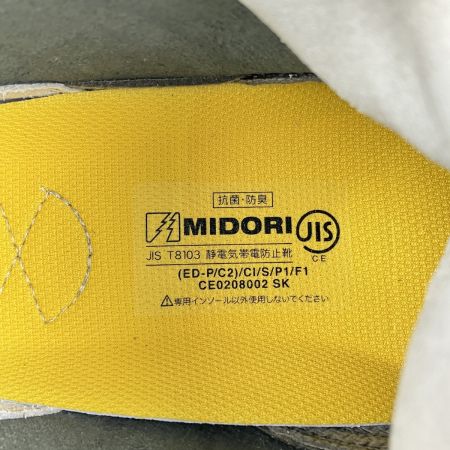 抗菌・防臭
MIDORI JIS
CE
JIS T8103 静電気帯電防止靴
(ED-P/C2)/CI/S/P1/F1
CE0208002 SK
⚠専用インソール以外使用しないでください